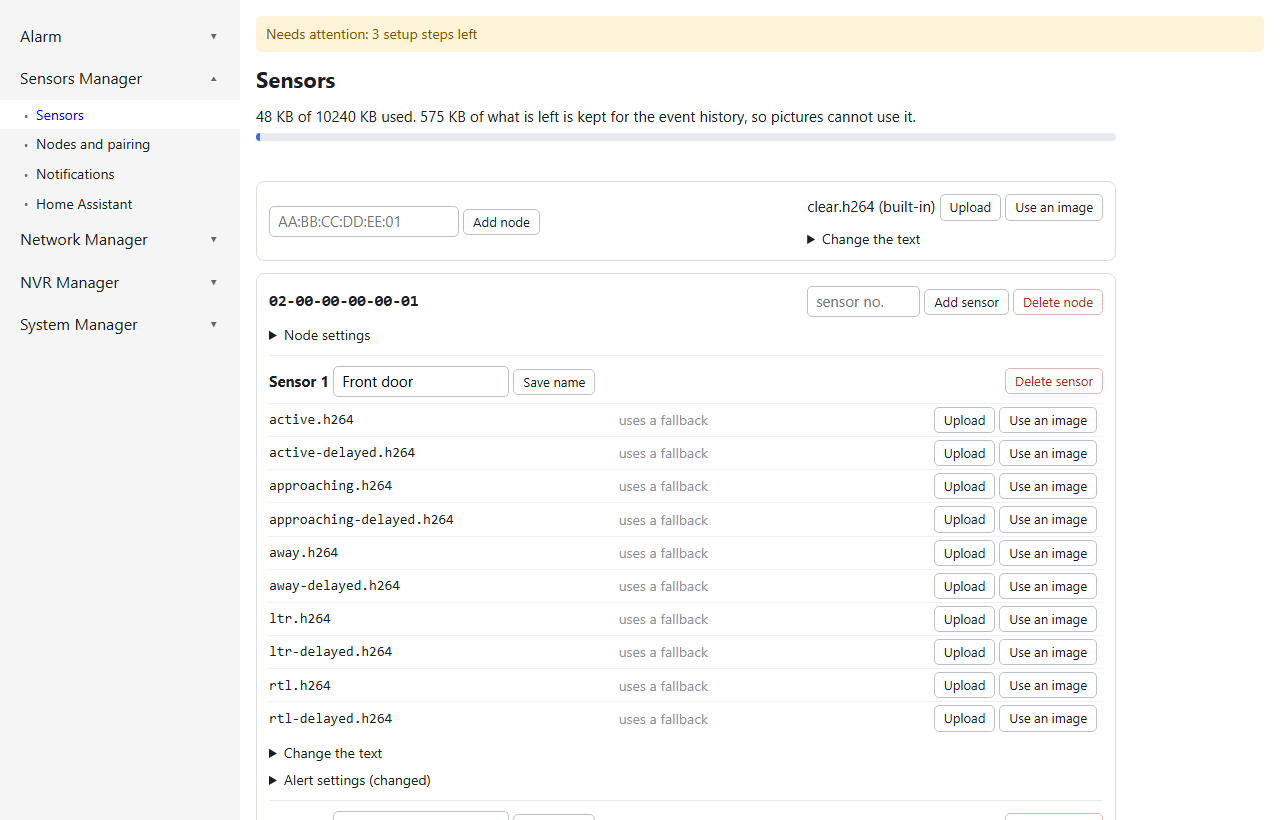 Alarm
Sensors Manager
Sensors
Nodes and pairing
Notifications
Home Assistant
Network Manager
NVR Manager
System Manager
Needs attention: 3 setup steps left
Sensors
48 KB of 10240 KB used. 575 KB of what is left is kept for the event history, so pictures cannot use it.
AA:BB:CC:DD:EE:01 Add node
clear.h264 (built-in) Upload Use an image
Change the text
02-00-00-00-00-01 sensor no. Add sensor Delete node
Node settings
Sensor 1 Front door Save name Delete sensor
active.h264 uses a fallback Upload Use an image
active-delayed.h264 uses a fallback Upload Use an image
approaching.h264 uses a fallback Upload Use an image
approaching-delayed.h264 uses a fallback Upload Use an image
away.h264 uses a fallback Upload Use an image
away-delayed.h264 uses a fallback Upload Use an image
ltr.h264 uses a fallback Upload Use an image
ltr-delayed.h264 uses a fallback Upload Use an image
rtl.h264 uses a fallback Upload Use an image
rtl-delayed.h264 uses a fallback Upload Use an image
Change the text
Alert settings (changed)